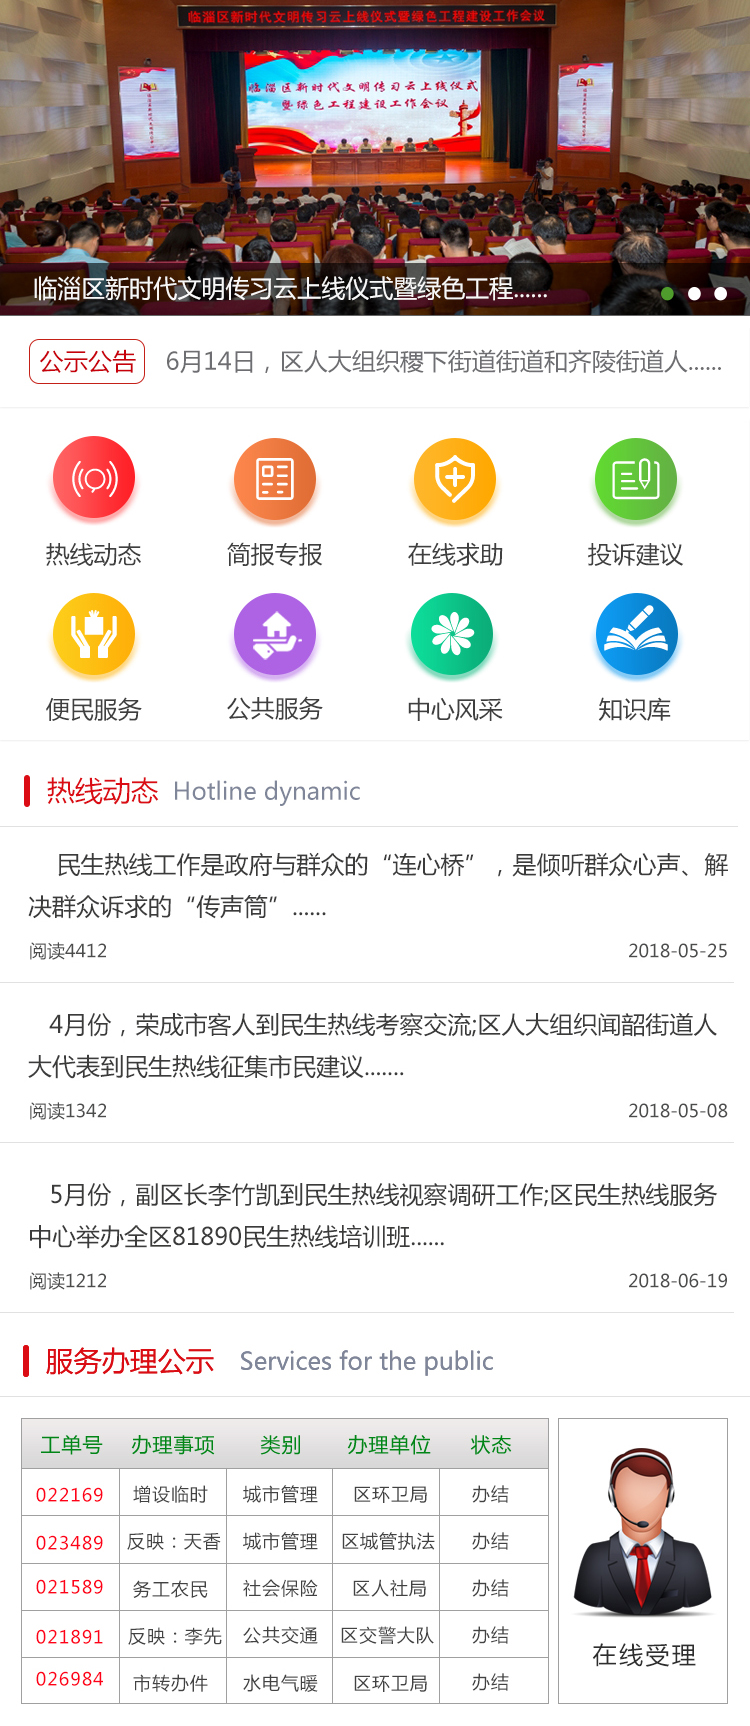 临淄区新时代文明传习云上线仪式暨绿色工程建设工作会议
临淄区新时代文明传习云上线仪式
暨绿色工程建设工作会议
临淄区新时代文明传习云上线仪式暨绿色工程......
公示公告 6月14日，区人大组织稷下街道街道和齐陵街道人......
热线动态 简报专报 在线求助 投诉建议
便民服务 公共服务 中心风采 知识库
热线动态 Hotline dynamic
民生热线工作是政府与群众的“连心桥”，是倾听群众心声、解
决群众诉求的“传声筒”......
阅读4412 2018-05-25
4月份，荣成市客人到民生热线考察交流;区人大组织闻韶街道人
大代表到民生热线征集市民建议.......
阅读1342 2018-05-08
5月份，副区长李竹凯到民生热线视察调研工作;区民生热线服务
中心举办全区81890民生热线培训班......
阅读1212 2018-06-19
服务办理公示 Services for the public
工单号 办理事项 类别 办理单位 状态
022169 增设临时 城市管理 区环卫局 办结
023489 反映：天香 城市管理 区城管执法 办结
021589 务工农民 社会保险 区人社局 办结
021891 反映：李先 公共交通 区交警大队 办结
026984 市转办件 水电气暖 区环卫局 办结
在线受理